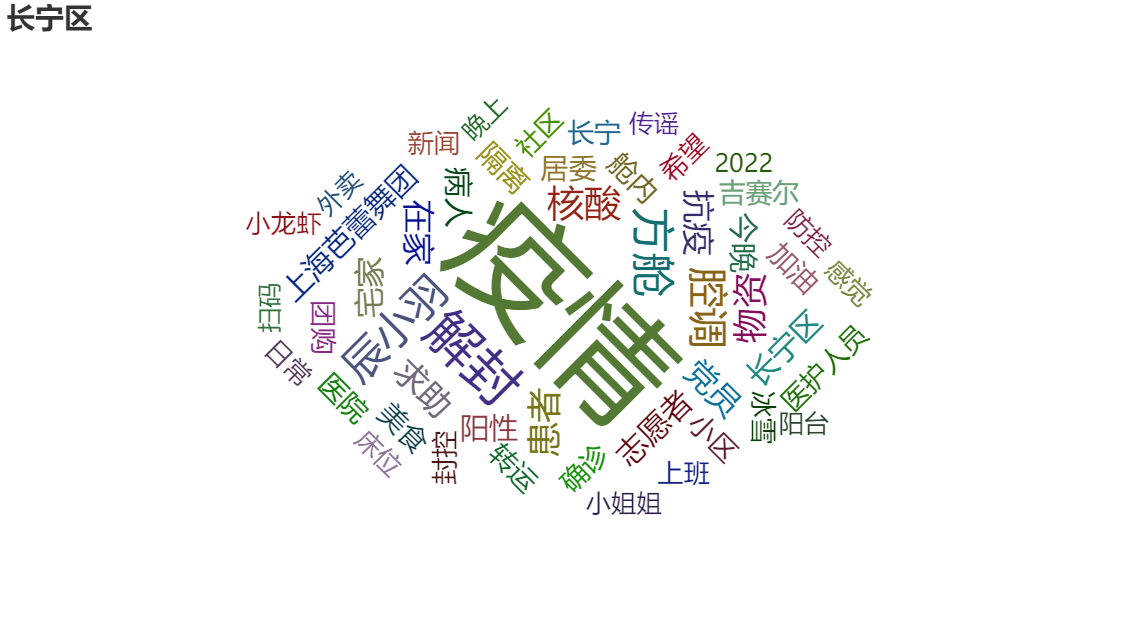 长宁区
晚上
社区
长宁
传谣
新闻
隔离
居委
舱内
希望
2022
外卖
上海芭蕾舞团
病人
核酸
抗疫
吉赛尔
小龙虾
在家
疫情
方舱
今晚
防控
加油
感觉
扫码
宅家
辰小羽
解封
腔调
物资
团购
长宁区
医护人员
日常
求助
党员
医院
美食
患者
志愿者
冰雪
阳台
床位
封控
阳性
转运
确诊
小区
上班
小姐姐